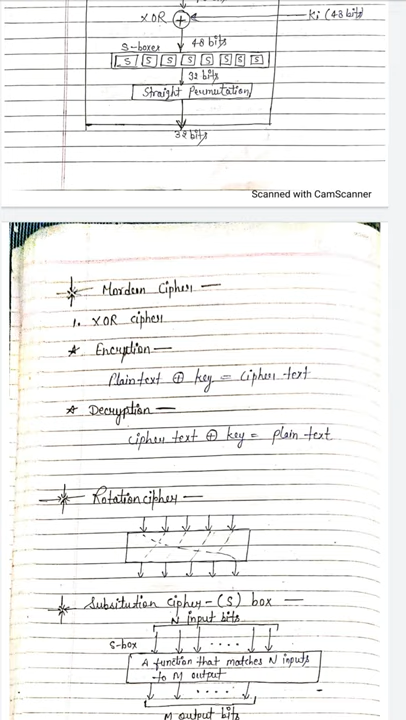 XOR ⊕ Ki (48 bits)
48 bits
S-boxes
S S S S S S S S
32 bits
Straight Permutation
32 bits
Scanned with CamScanner
Mordern Cipher —
1. XOR cipher
* Encryption —
Plain text ⊕ key = cipher text
* Decryption —
cipher text ⊕ key = plain text
Rotation cipher —
Subsitution cipher - (S) box —
N input bits
S-box
A function that matches N inputs
to M output
M output bits